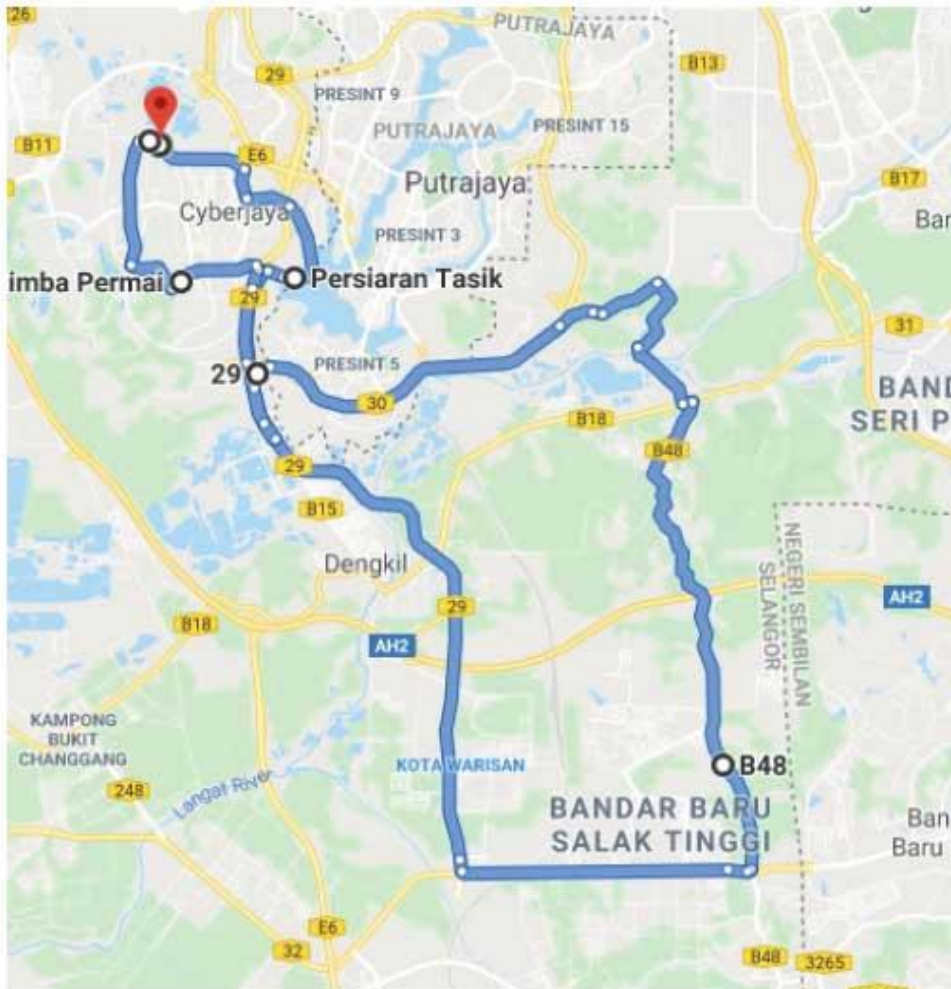 26
PUTRAJAYA
29
B13
PRESINT 9
B11
PUTRAJAYA
PRESINT 15
E6
B17
Putrajaya
Cyberjaya
Bar
PRESINT 3
imba Permai
Persiaran Tasik
29
31
PRESINT 5
29
30
BAND
SERI P
B18
B48
29
B15
Dengkil
NEGERI SEMBILAN
SELANGOR
29
AH2
B18
AH2
KAMPONG
BUKIT
CHANGGANG
KOTA WARISAN
B48
248
Langat River
BANDAR BARU
SALAK TINGGI
Ban
Baru
E6
32
B48
3265